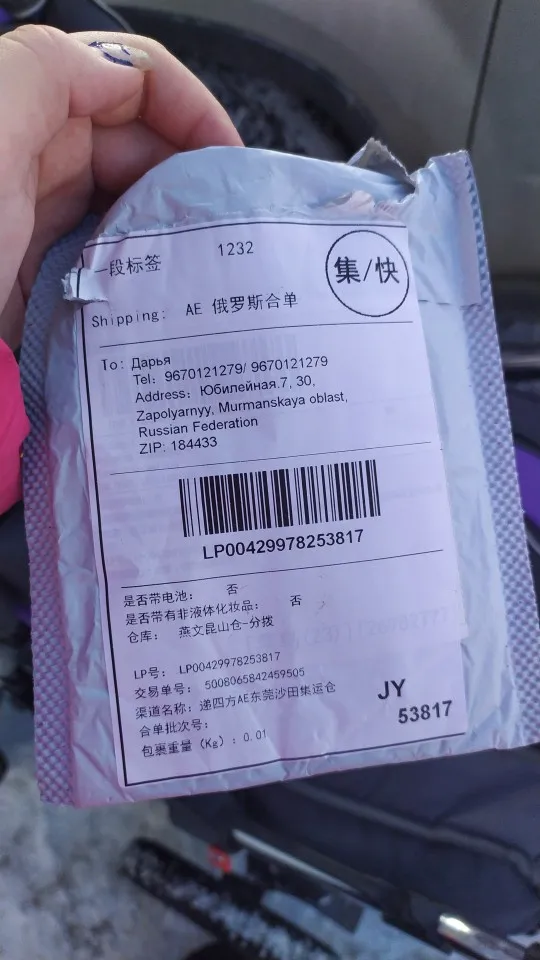 一段标签 1232
集/快
Shipping: AE 俄罗斯合单
To: Дарья
Tel: 9670121279/ 9670121279
Address: Юбилейная.7, 30,
Zapolyarnyy, Murmanskaya oblast,
Russian Federation
ZIP: 184433
LP00429978253817
是否带电池: 否
是否带有非液体化妆品: 否
仓库: 燕文昆山仓-分拨
LP号: LP00429978253817
交易单号: 5008065842459505
渠道名称: 递四方AE东莞沙田集运仓
合单批次号:
包裹重量 (Kg) : 0.01
JY
53817